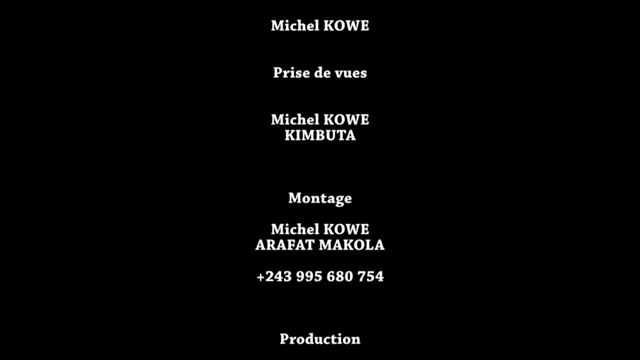 Michel KOWE
Prise de vues
Michel KOWE
KIMBUTA
Montage
Michel KOWE
ARAFAT MAKOLA
+243 995 680 754
Production